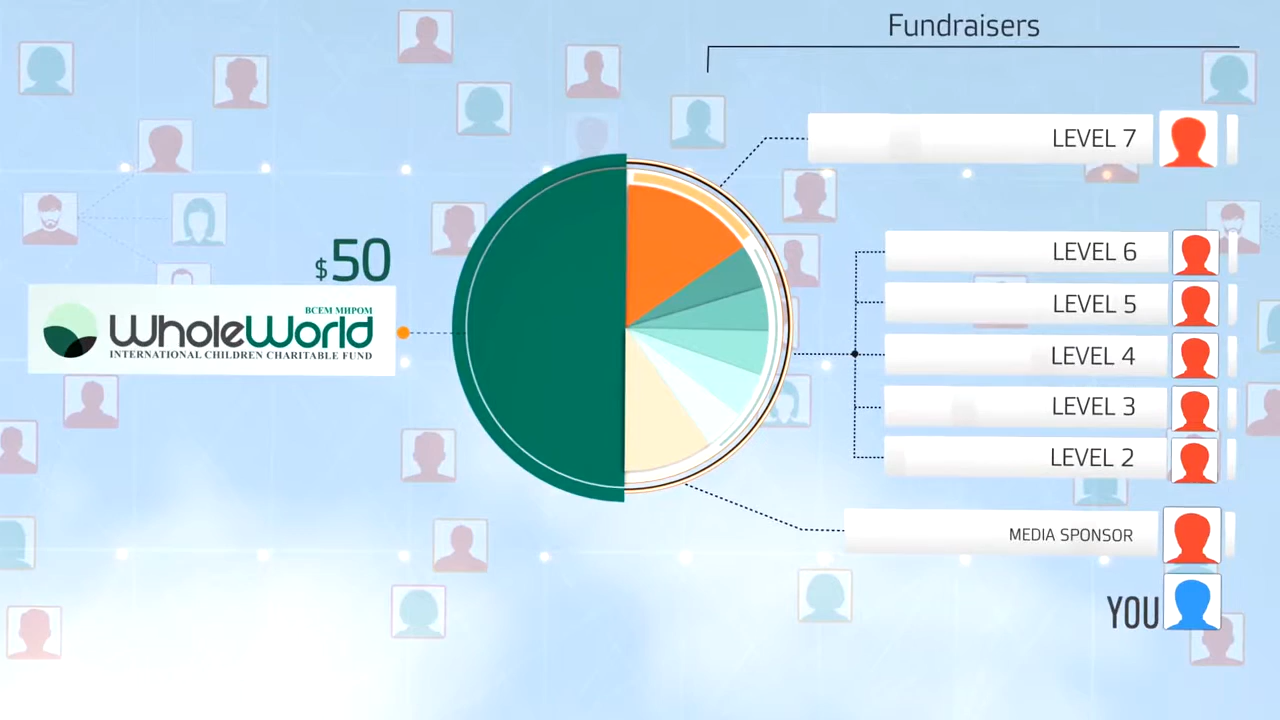 Fundraisers
LEVEL 7
LEVEL 6
$50
LEVEL 5
ВСЕМ МИРОМ
WholeWorld
INTERNATIONAL CHILDREN CHARITABLE FUND
LEVEL 4
LEVEL 3
LEVEL 2
MEDIA SPONSOR
YOU